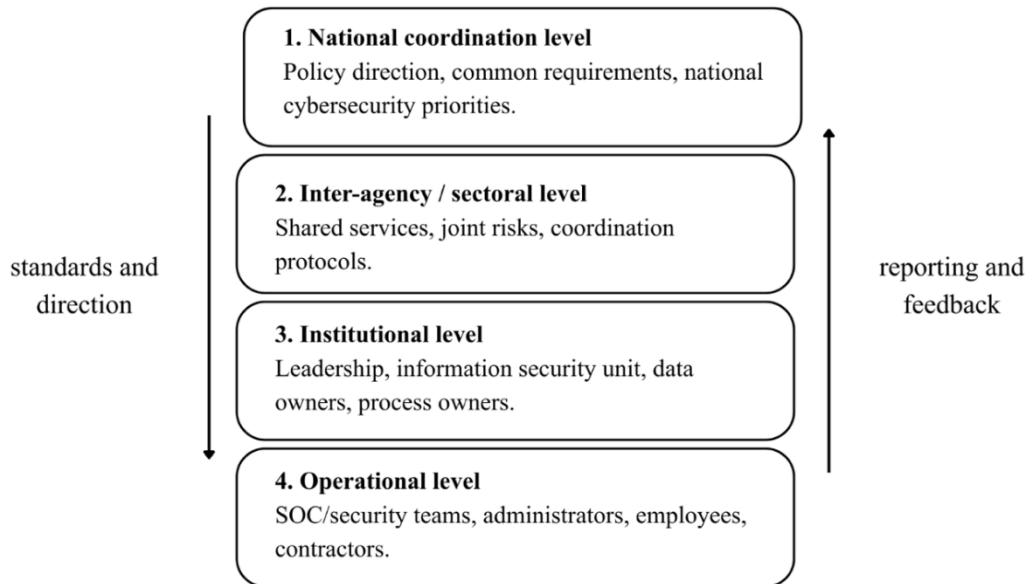 1. National coordination level
Policy direction, common requirements, national
cybersecurity priorities.
2. Inter-agency / sectoral level
Shared services, joint risks, coordination
protocols.
standards and
direction
reporting and
feedback
3. Institutional level
Leadership, information security unit, data
owners, process owners.
4. Operational level
SOC/security teams, administrators, employees,
contractors.